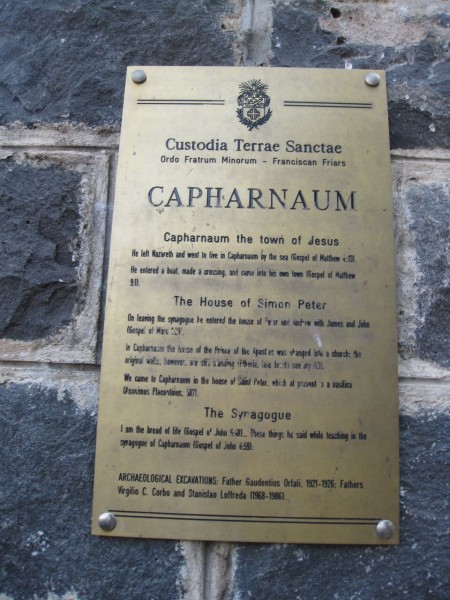 Custodia Terrae Sanctae
Ordo Fratrum Minorum - Franciscan Friars
CAPHARNAUM
Capharnaum the town of Jesus
He left Nazareth and went to live in Capharnaum by the sea (Gospel of Matthew 4:13).
He entered a boat, made a crossing, and came into his own town (Gospel of Matthew
9:1).
The House of Simon Peter
On leaving the synagogue he entered the house of Peter and Andrew with James and John
(Gospel of Marc 1:29).
In Capharnaum the house of the Prince of the Apostles was changed into a church; the
original walls, however, are still standing
We came to Capharnaum in the house of Saint Peter, which at present is a basilica
(Anonimus Placentinus, 570).
The Synagogue
I am the bread of life (Gospel of John These things he said while teaching in the
synagogue of Capharnaum (Gospel of John 6:59).
ARCHAEOLOGICAL EXCAVATIONS: Father Gaudentius Orfali, 1921-1926; Fathers
Virgilio C. Corbo and Stanislao Loffreda (1968-1986).